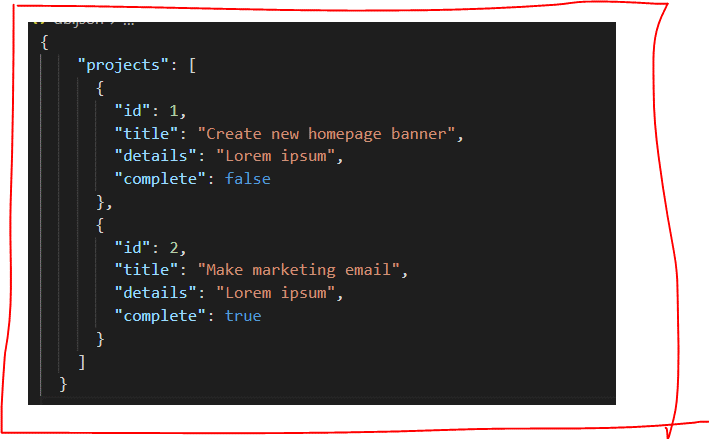 {
"projects": [
{
"id": 1,
"title": "Create new homepage banner",
"details": "Lorem ipsum",
"complete": false
},
{
"id": 2,
"title": "Make marketing email",
"details": "Lorem ipsum",
"complete": true
}
]
}